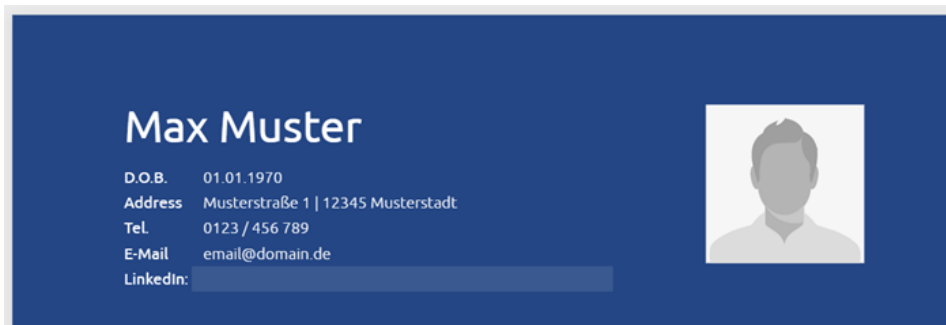 Max Muster
D.O.B. 01.01.1970
Address Musterstraße 1 | 12345 Musterstadt
Tel. 0123 / 456 789
E-Mail email@domain.de
LinkedIn: